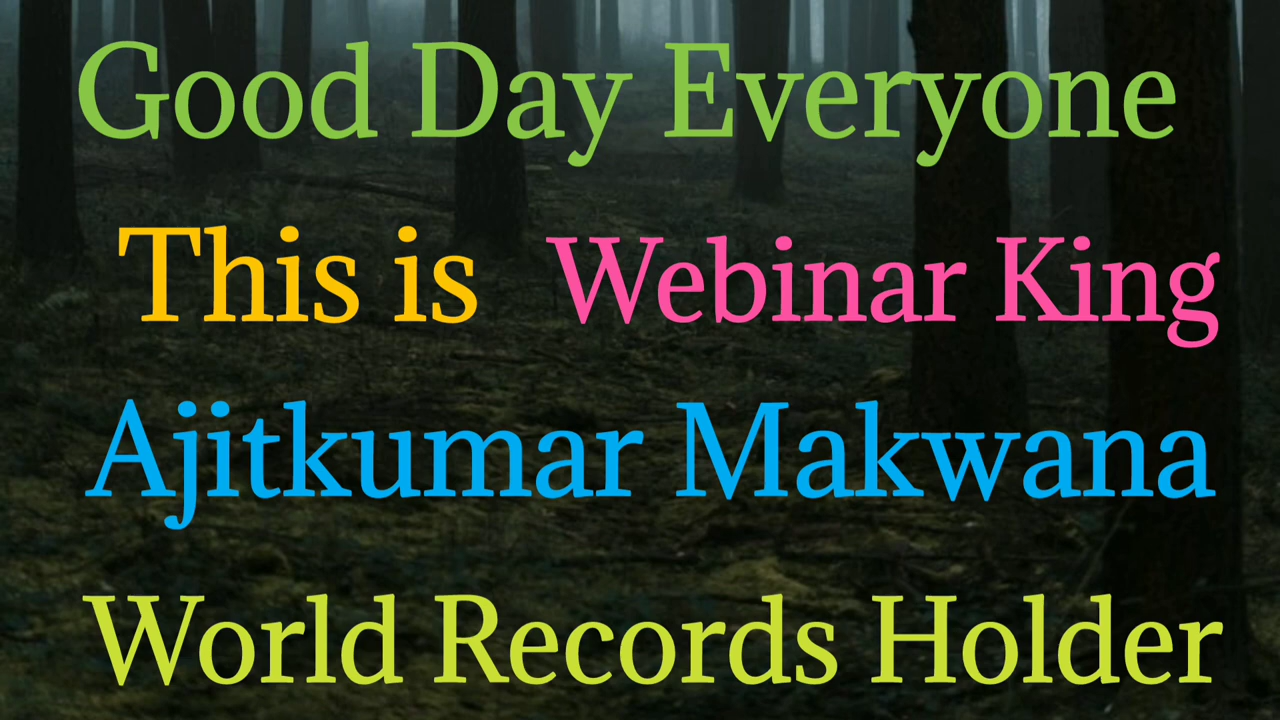 Good Day Everyone
This is Webinar King
Ajitkumar Makwana
World Records Holder